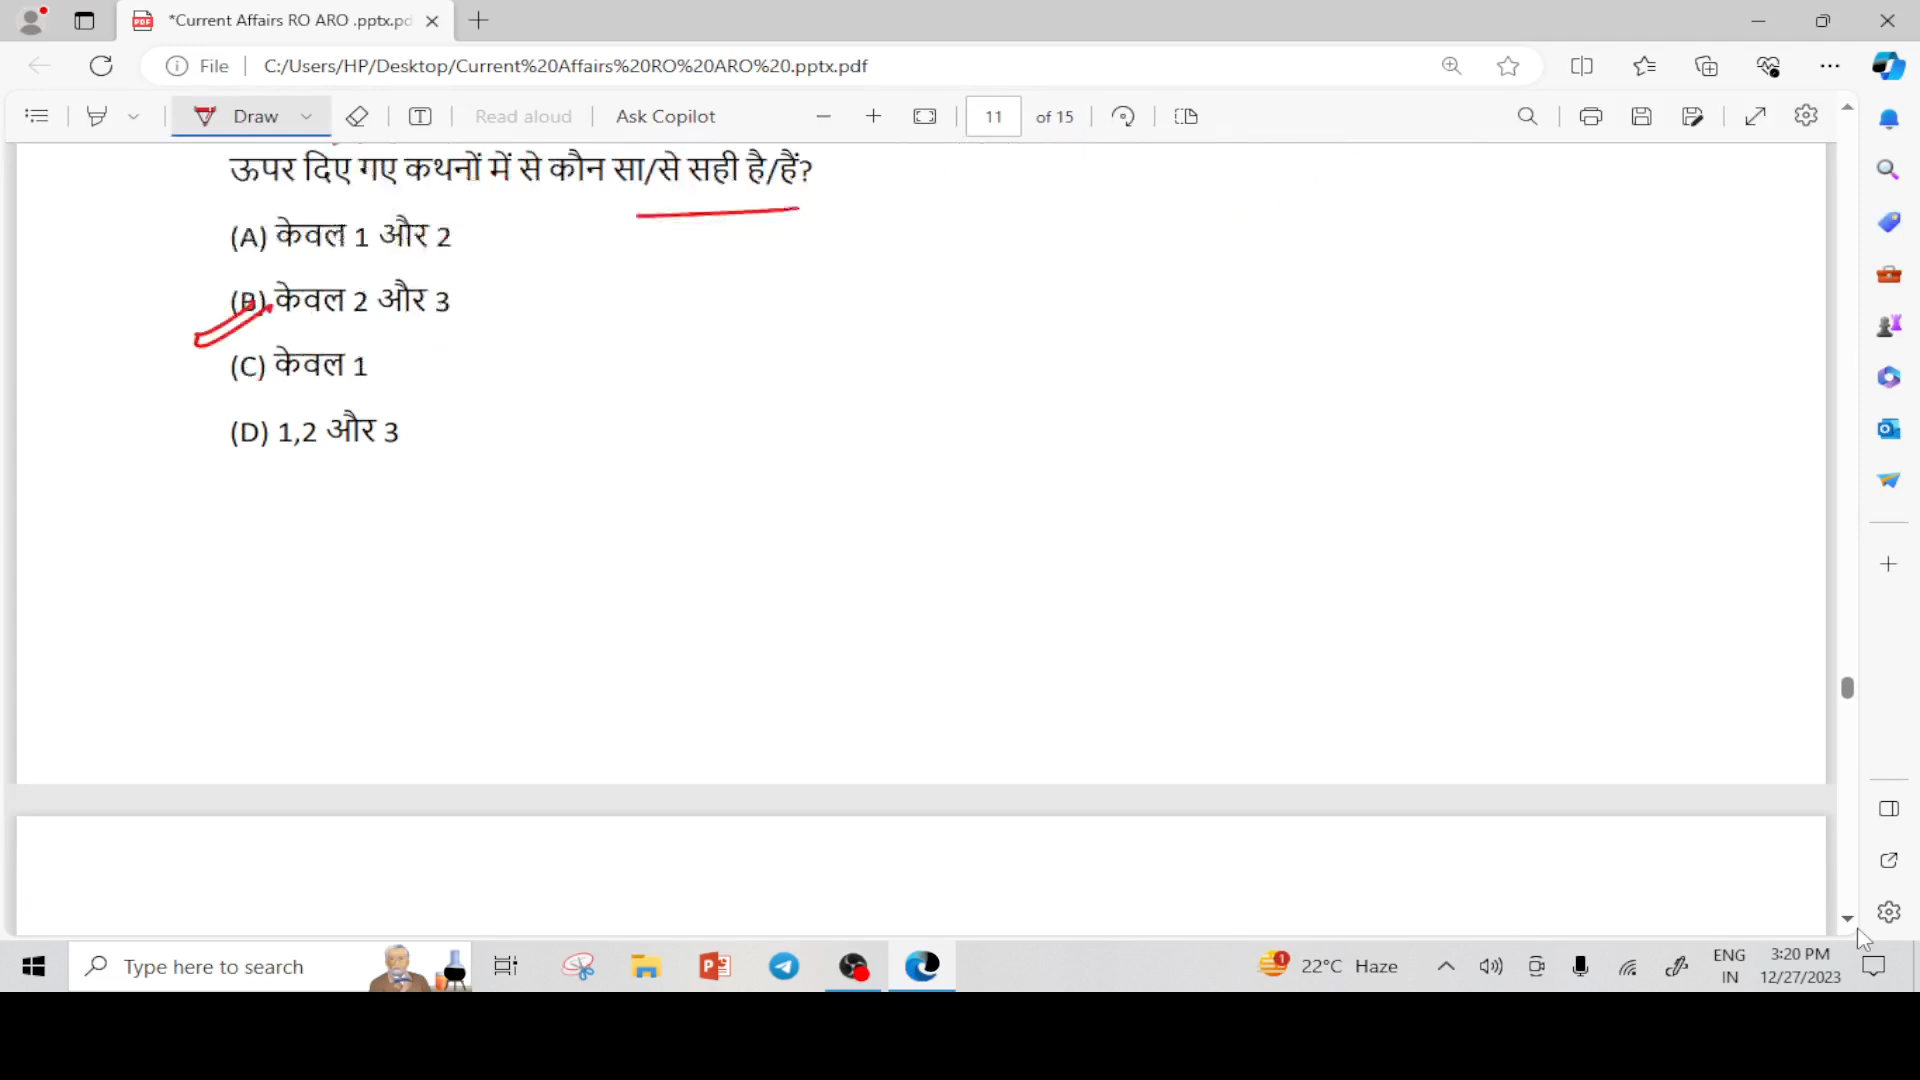 *Current Affairs RO ARO .pptx.pd
File
C:/Users/HP/Desktop/Current%20Affairs%20RO%20ARO%20.pptx.pdf
Draw
Read aloud
Ask Copilot
11
of 15
ऊपर दिए गए कथनों में से कौन सा/से सही है/हैं?
(A) केवल 1 और 2
(B) केवल 2 और 3
(C) केवल 1
(D) 1,2 और 3
Type here to search
1
22°C Haze
ENG
IN
3:20 PM
12/27/2023